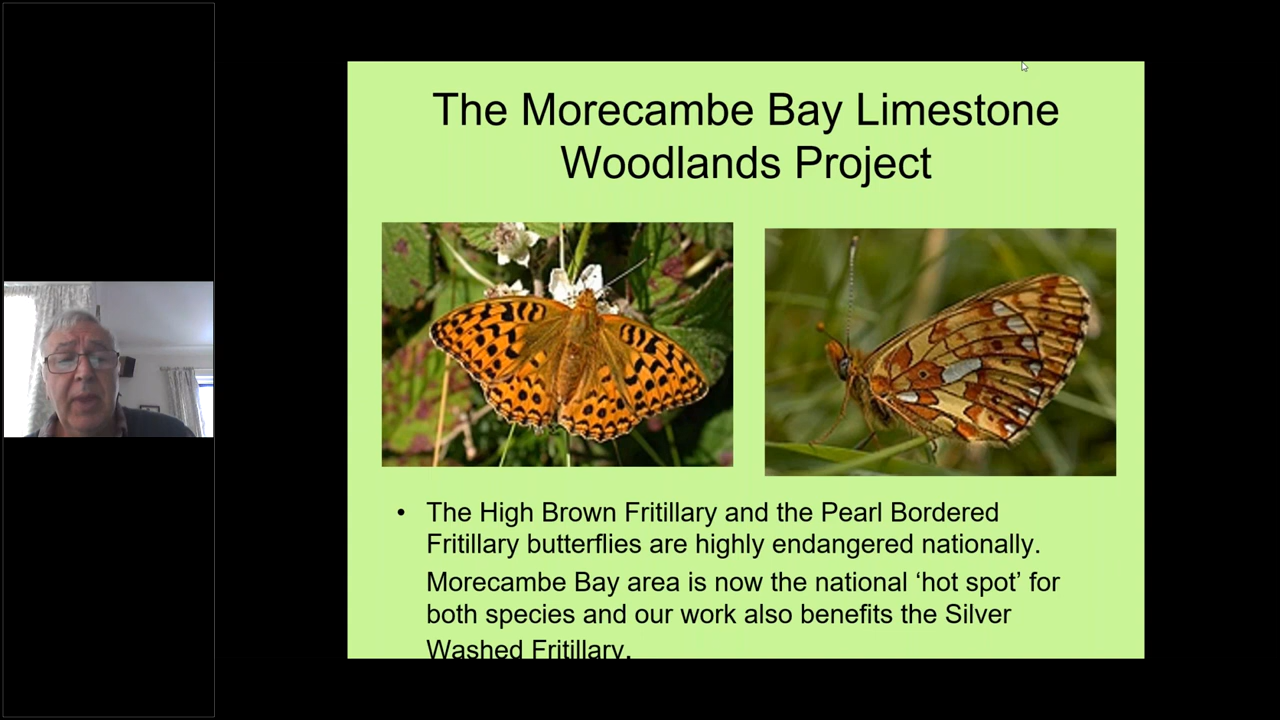 The Morecambe Bay Limestone
Woodlands Project
• The High Brown Fritillary and the Pearl Bordered
Fritillary butterflies are highly endangered nationally.
Morecambe Bay area is now the national ‘hot spot’ for
both species and our work also benefits the Silver
Washed Fritillary.